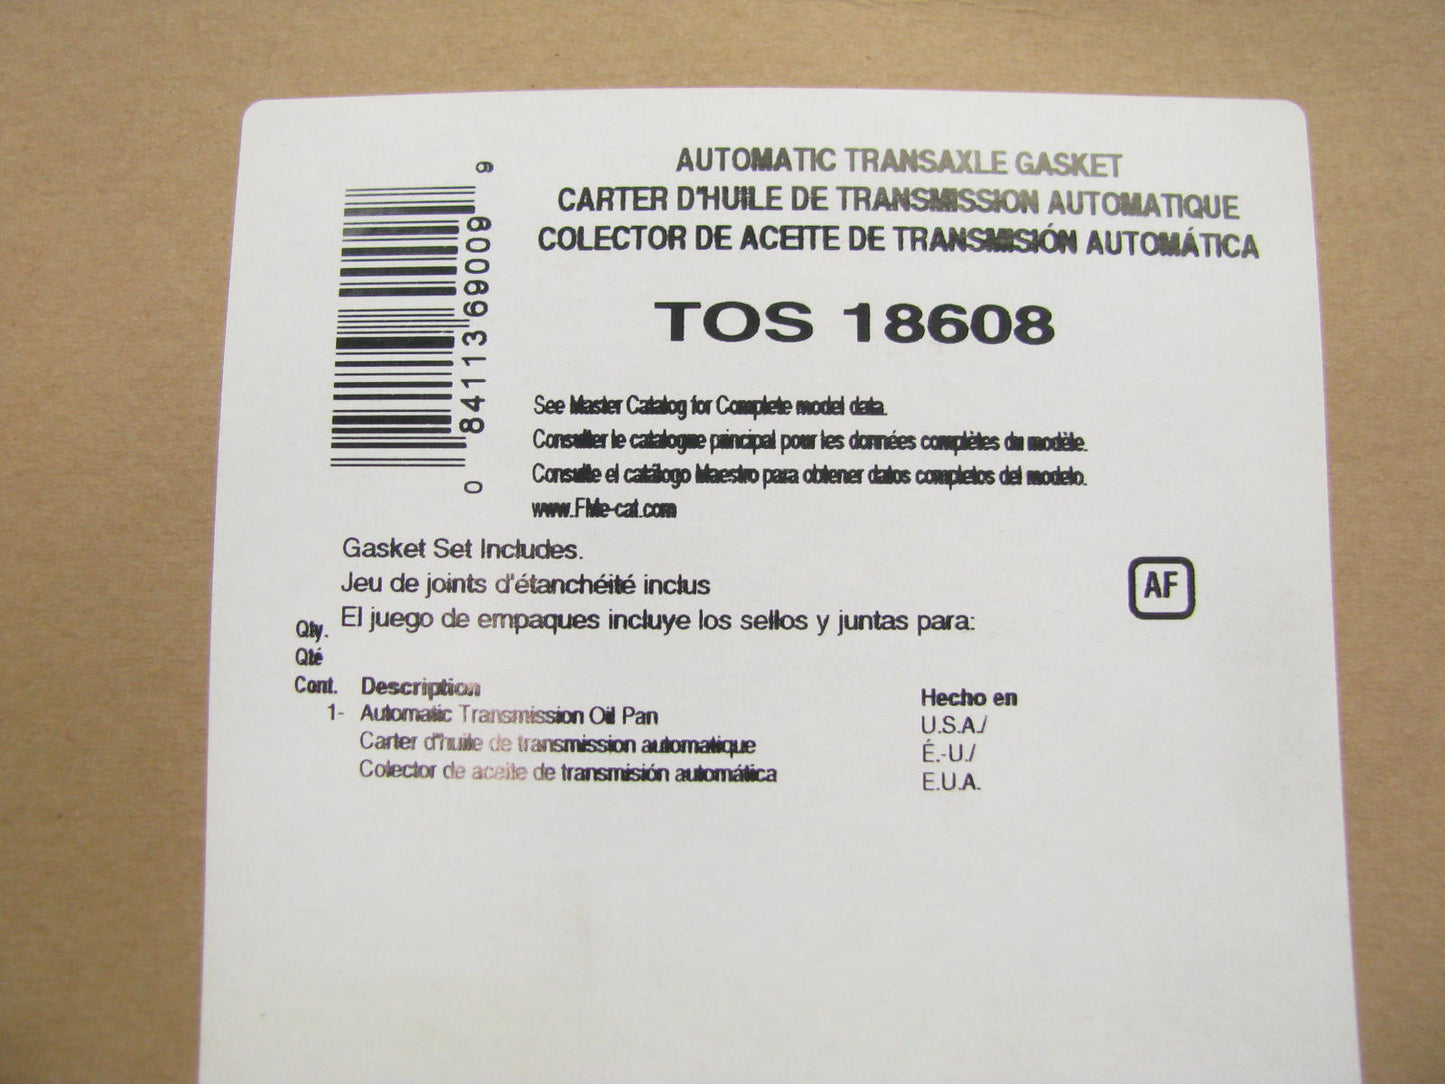 AUTOMATIC TRANSAXLE GASKET
CARTER D'HUILE DE TRANSMISSION AUTOMATIQUE
COLECTOR DE ACEITE DE TRANSMISIÓN AUTOMÁTICA
0 84113 69009 9
TOS 18608
See Master Catalog for Complete model data.
Consulter le catalogue principal pour les données complètes du modèle.
Consulte el catálogo Maestro para obtener datos completos del modelo.
www.FMe-cat.com
Gasket Set Includes.
Jeu de joints d'étanchéité inclus
El juego de empaques incluye los sellos y juntas para:
AF
Qty.
Qté
Cont. Description
1- Automatic Transmission Oil Pan
Carter d'huile de transmission automatique
Colector de aceite de transmisión automática
Hecho en
U.S.A./
É.-U./
E.U.A.